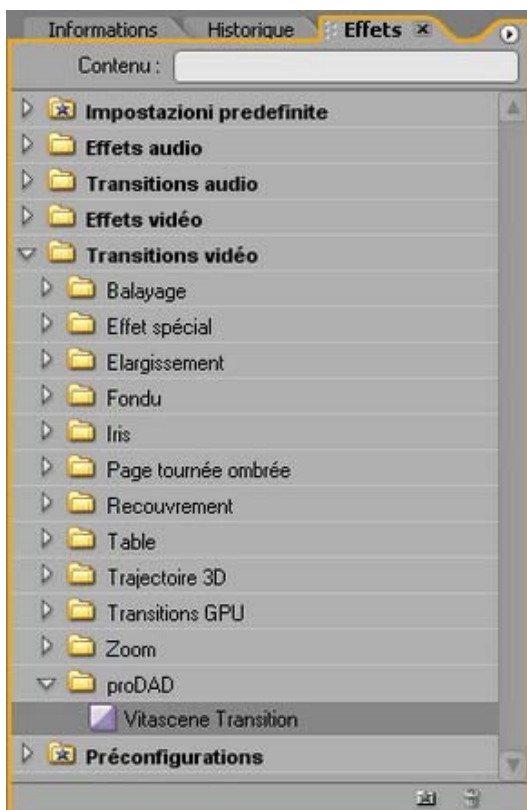 Informations Historique Effets
Contenu :
Impostazioni predefinite
Effets audio
Transitions audio
Effets vidéo
Transitions vidéo
Balayage
Effet spécial
Elargissement
Fondu
Iris
Page tournée ombrée
Recouvrement
Table
Trajectoire 3D
Transitions GPU
Zoom
proDAD
Vitascene Transition
Préconfigurations